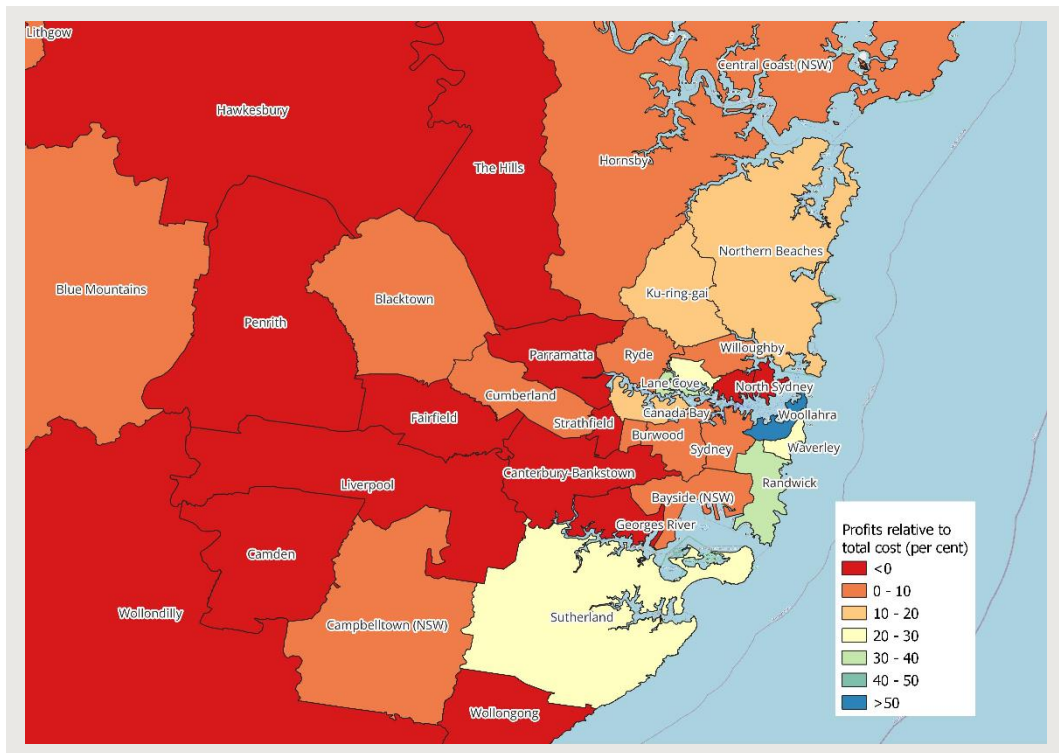 Lithgow
Central Coast (NSW)
Hawkesbury
Hornsby
The Hills
Northern Beaches
Blue Mountains
Ku-ring-gai
Blacktown
Penrith
Willoughby
Parramatta
Ryde
Lane Cove
North Sydney
Cumberland
Canada Bay
Woollahra
Fairfield
Strathfield
Burwood
Sydney
Waverley
Canterbury-Bankstown
Liverpool
Randwick
Bayside (NSW)
Georges River
Camden
Wollondilly
Sutherland
Campbelltown (NSW)
Wollongong
Profits relative to
total cost (per cent)
<0
0 - 10
10 - 20
20 - 30
30 - 40
40 - 50
>50